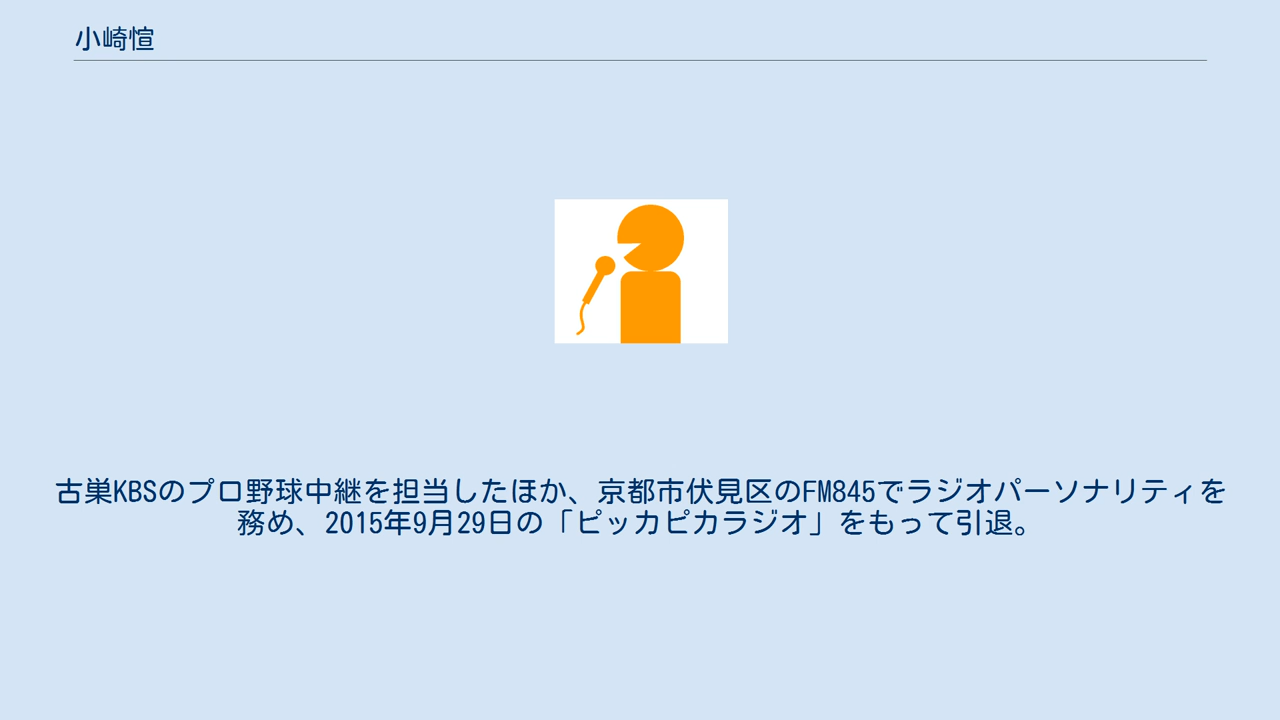 小崎愃
古巣KBSのプロ野球中継を担当したほか、京都市伏見区のFM845でラジオパーソナリティを
務め、2015年9月29日の「ピッカピカラジオ」をもって引退。